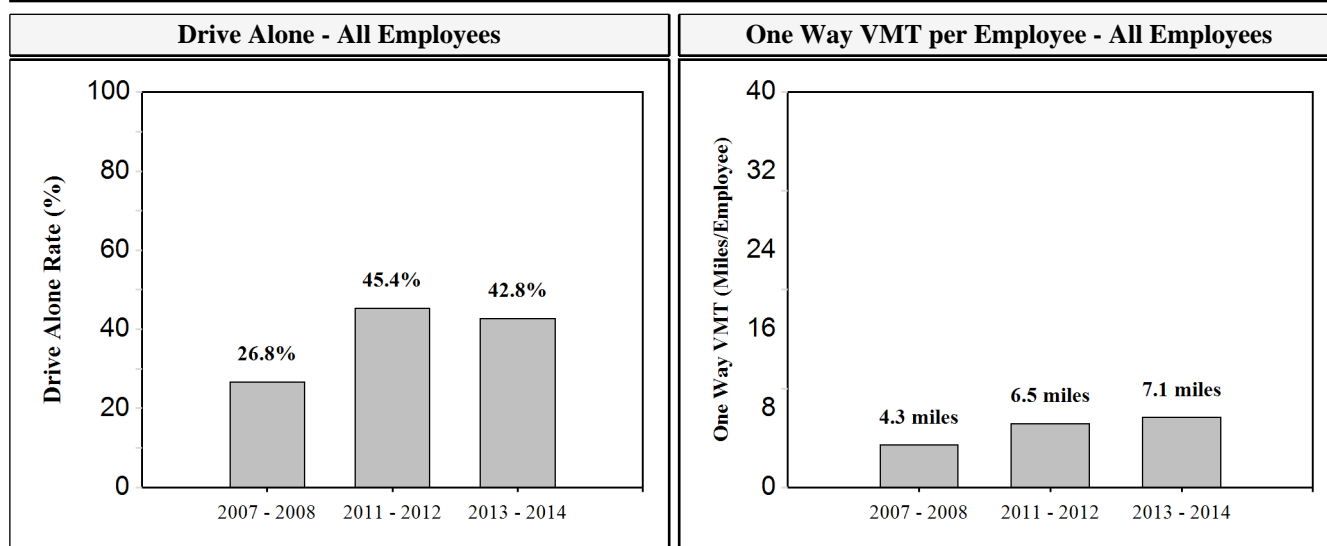 Drive Alone - All Employees
100
80
60
40
20
0
Drive Alone Rate (%)
26.8%
45.4%
42.8%
2007 - 2008
2011 - 2012
2013 - 2014
One Way VMT per Employee - All Employees
40
32
24
16
8
0
One Way VMT (Miles/Employee)
4.3 miles
6.5 miles
7.1 miles
2007 - 2008
2011 - 2012
2013 - 2014